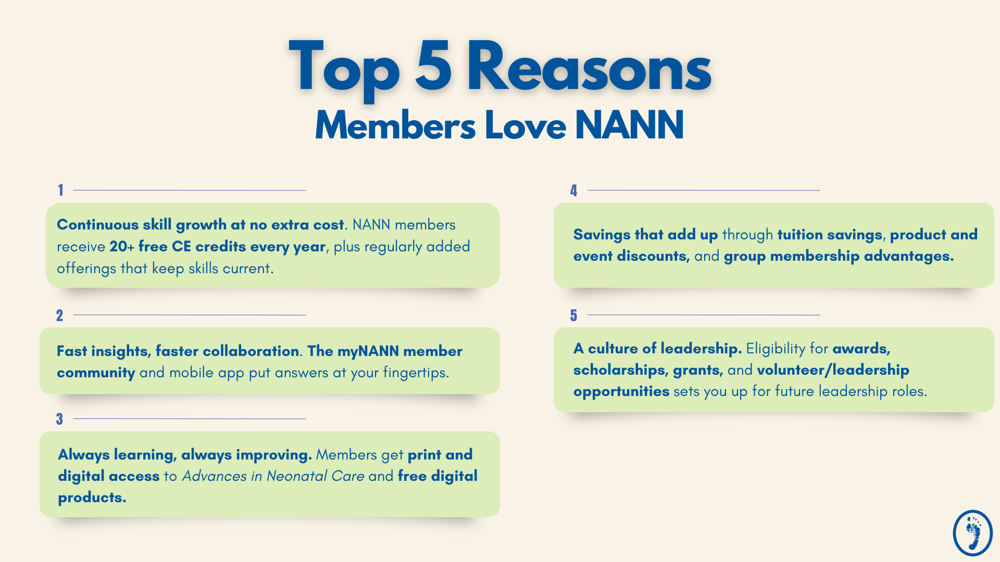 Top 5 Reasons
Members Love NANN
1
Continuous skill growth at no extra cost. NANN members
receive 20+ free CE credits every year, plus regularly added
offerings that keep skills current.
2
Fast insights, faster collaboration. The myNANN member
community and mobile app put answers at your fingertips.
3
Always learning, always improving. Members get print and
digital access to Advances in Neonatal Care and free digital
products.
4
Savings that add up through tuition savings, product and
event discounts, and group membership advantages.
5
A culture of leadership. Eligibility for awards,
scholarships, grants, and volunteer/leadership
opportunities sets you up for future leadership roles.